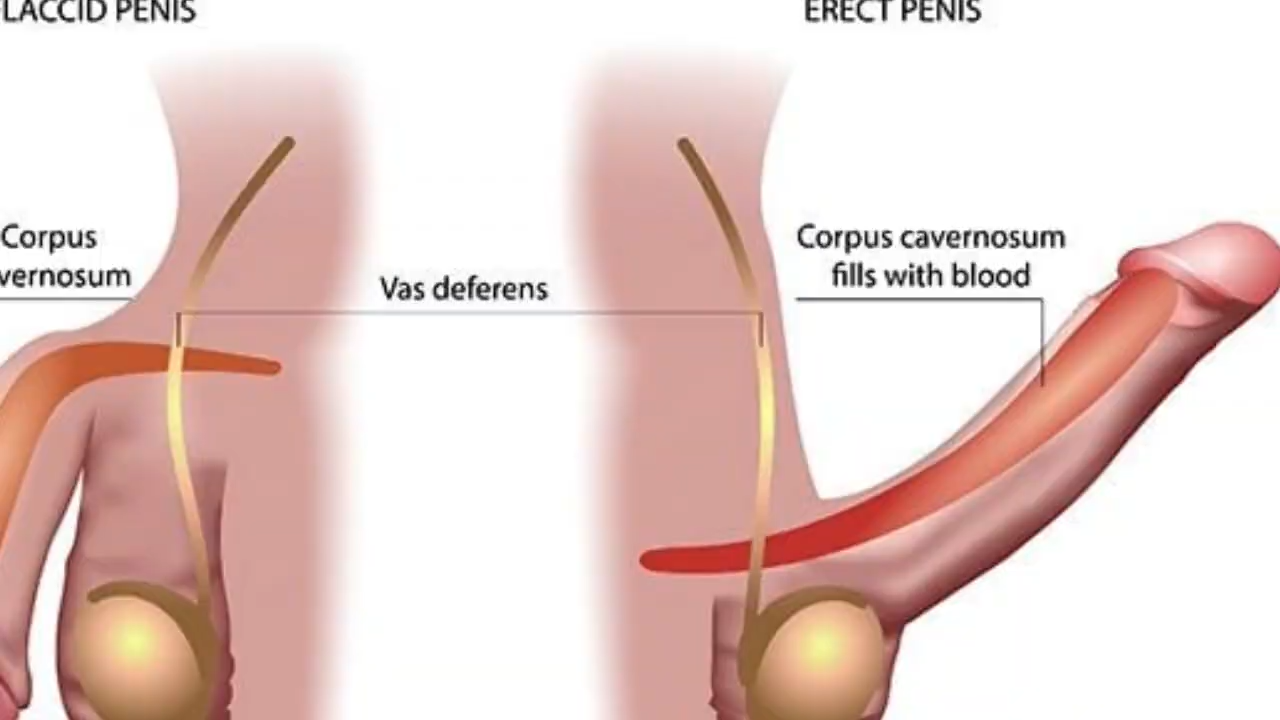 LACCID PENIS
ERECT PENIS
Corpus
vernosum
Vas deferens
Corpus cavernosum
fills with blood